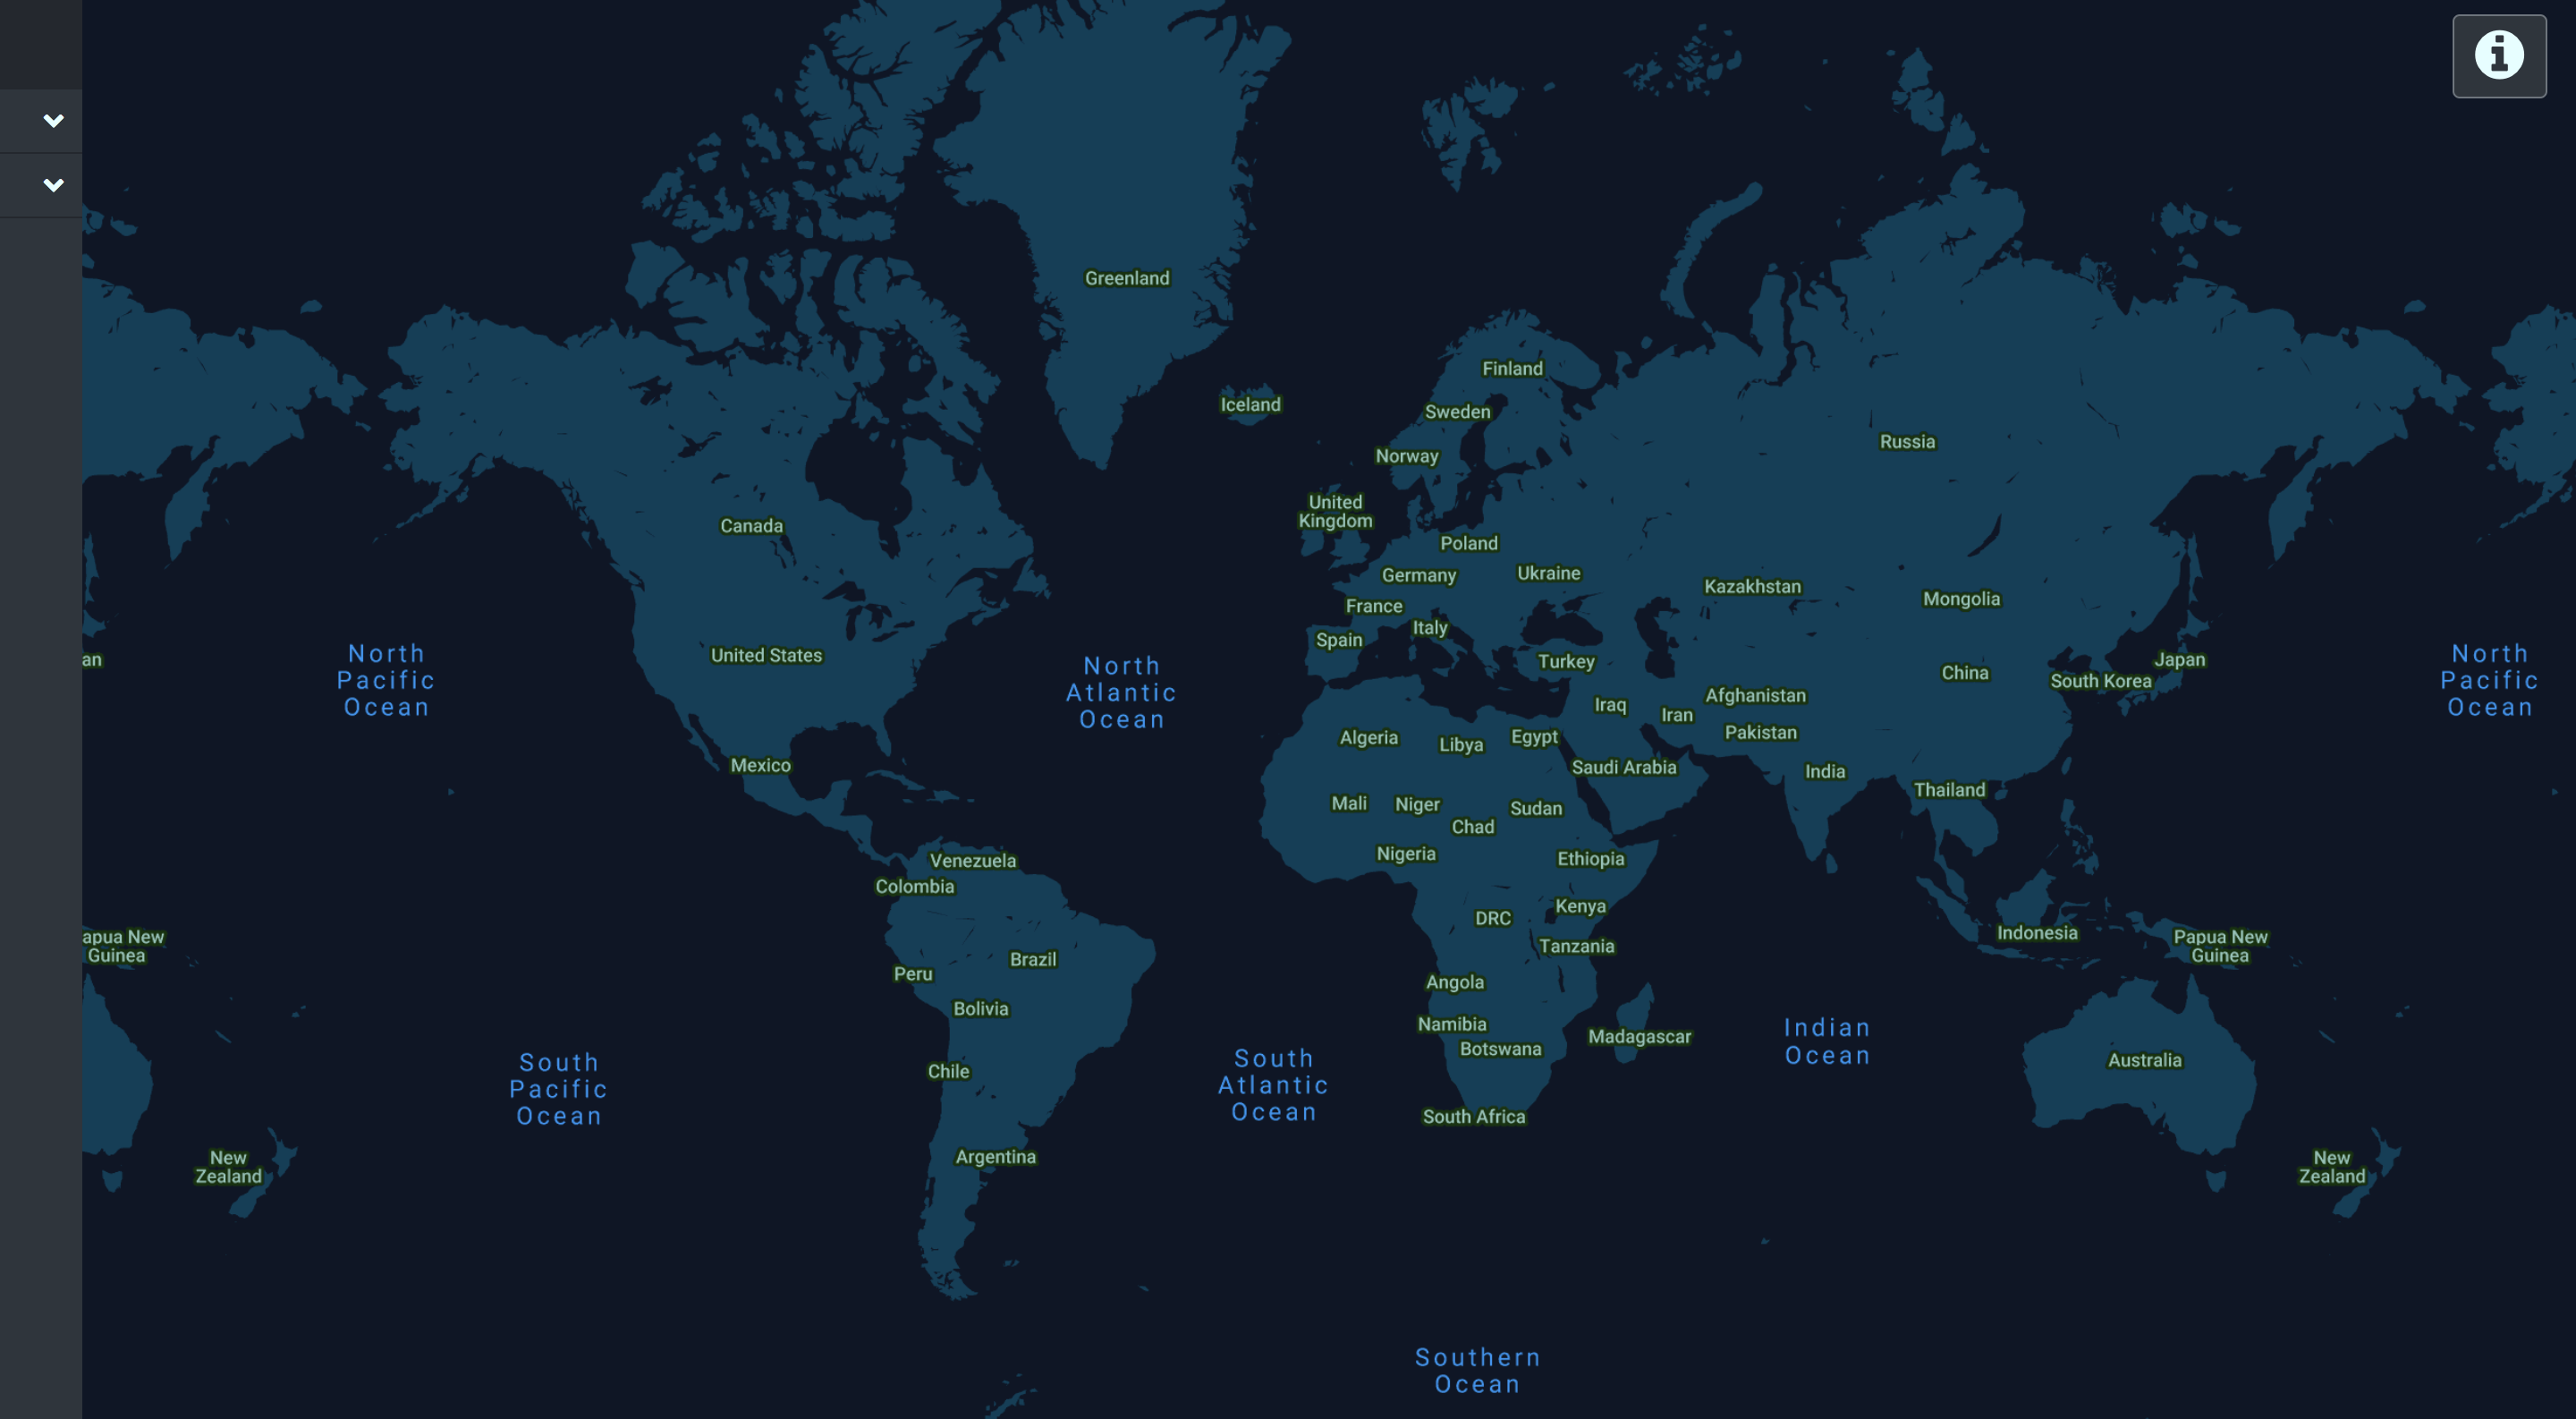 Greenland
Finland
Iceland
Sweden
Russia
Norway
United
Kingdom
Canada
Poland
Germany
Ukraine
Kazakhstan
Mongolia
France
Italy
Spain
United States
an
North
Pacific
Ocean
North
Atlantic
Ocean
Turkey
China
Japan
South Korea
North
Pacific
Ocean
Afghanistan
Iraq
Iran
Pakistan
Algeria
Libya
Egypt
Mexico
Saudi Arabia
India
Thailand
Mali
Niger
Sudan
Chad
Nigeria
Ethiopia
Venezuela
Colombia
Kenya
DRC
Indonesia
apua New
Guinea
Papua New
Guinea
Tanzania
Brazil
Peru
Angola
Bolivia
Namibia
Madagascar
Botswana
Indian
Ocean
South
Pacific
Ocean
Chile
South
Atlantic
Ocean
Australia
South Africa
New
Zealand
Argentina
New
Zealand
Southern
Ocean